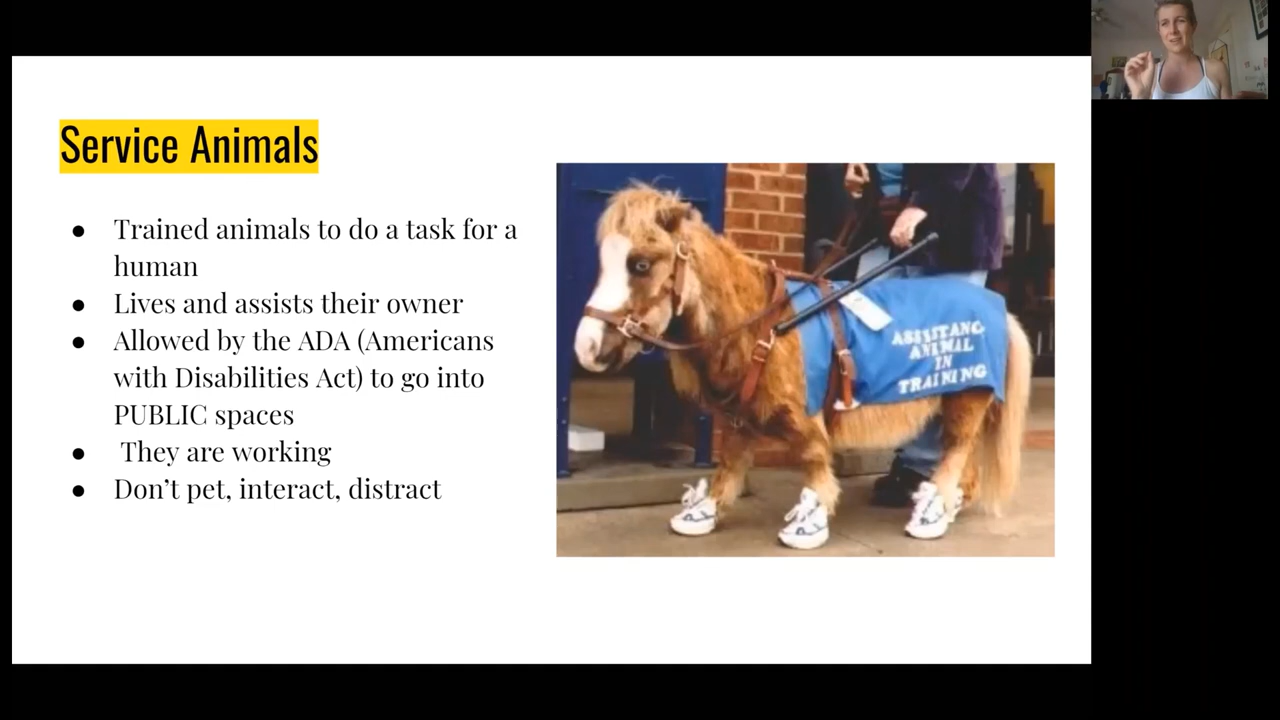 Service Animals
● Trained animals to do a task for a
human
● Lives and assists their owner
● Allowed by the ADA (Americans
with Disabilities Act) to go into
PUBLIC spaces
● They are working
● Don’t pet, interact, distract
ASSISTANC
ANIMAL
IN
TRAINING